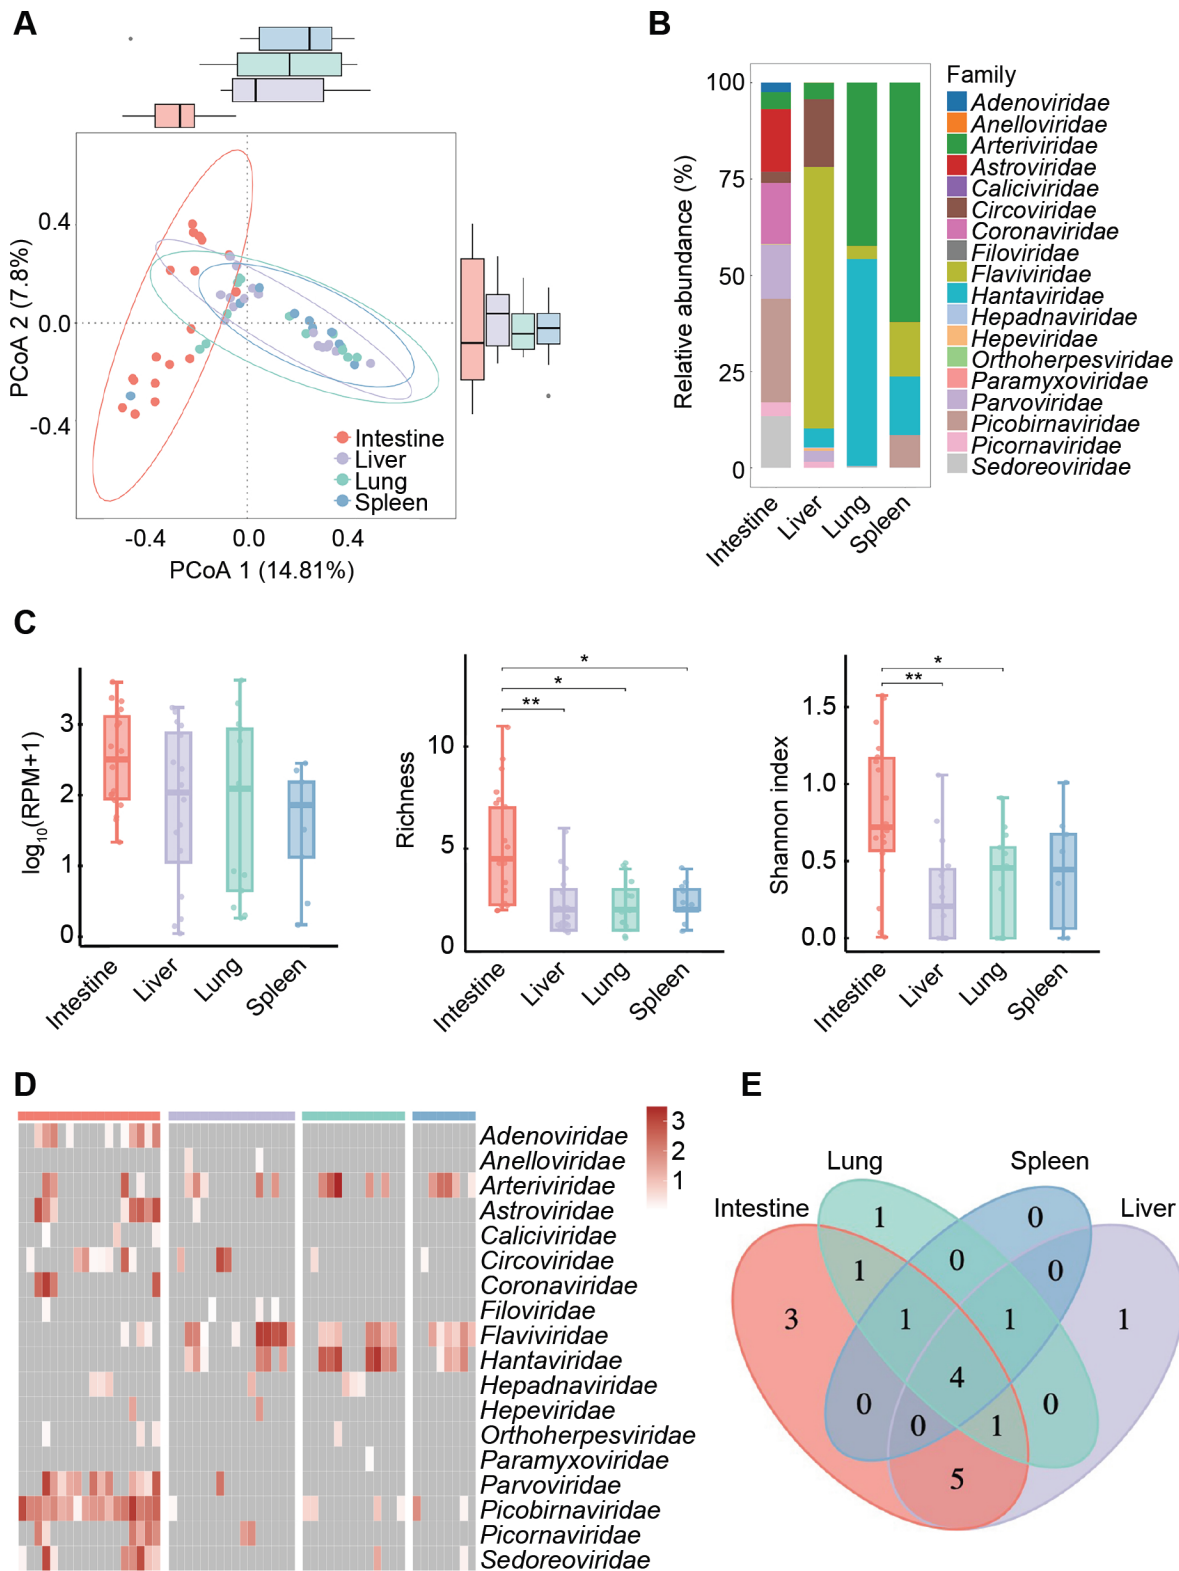 A
0.4
0.0
-0.4
PCoA 2 (7.8%)
Intestine
Liver
Lung
Spleen
-0.4
0.0
0.4
PCoA 1 (14.81%)
B
100
75
50
25
0
Relative abundance (%)
Intestine
Liver
Lung
Spleen
Family
Adenoviridae
Anelloviridae
Arteriviridae
Astroviridae
Caliciviridae
Circoviridae
Coronaviridae
Filoviridae
Flaviviridae
Hantaviridae
Hepadnaviridae
Hepeviridae
Orthoherpesviridae
Paramyxoviridae
Parvoviridae
Picobirnaviridae
Picornaviridae
Sedoreoviridae
C
3
2
1
0
log10(RPM+1)
Intestine
Liver
Lung
Spleen
*
*
**
10
5
0
Richness
Intestine
Liver
Lung
Spleen
*
**
1.5
1.0
0.5
0.0
Shannon index
Intestine
Liver
Lung
Spleen
D
3
2
1
Adenoviridae
Anelloviridae
Arteriviridae
Astroviridae
Caliciviridae
Circoviridae
Coronaviridae
Filoviridae
Flaviviridae
Hantaviridae
Hepadnaviridae
Hepeviridae
Orthoherpesviridae
Paramyxoviridae
Parvoviridae
Picobirnaviridae
Picornaviridae
Sedoreoviridae
E
Lung
Spleen
Intestine
Liver
1
0
1
0
0
3
1
1
1
4
0
0
1
0
5